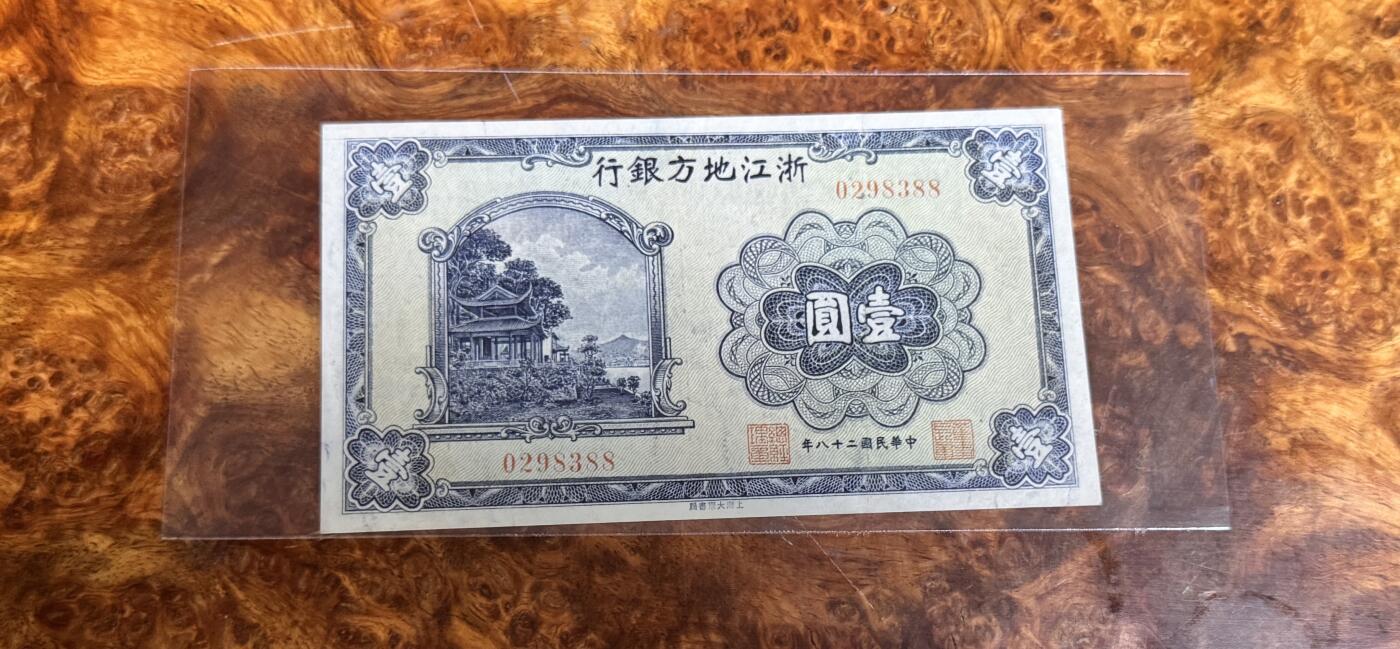 浙江地方銀行
0298388
壹
壹
壹圓
0298388
中華民國二十八年
壹
壹
上海大東書局